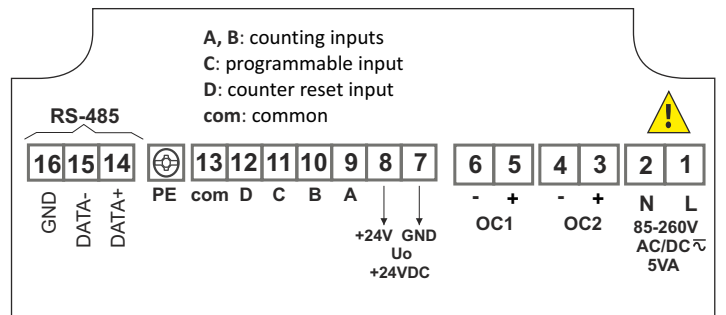 A, B: counting inputs
C: programmable input
D: counter reset input
com: common
RS-485
16 15 14 13 12 11 10 9 8 7 6 5 4 3 2 1
PE com D C B A - + - + N L
GND DATA- DATA+
OC1 OC2
+24V GND
Uo
+24VDC
85-260V
AC/DC
5VA